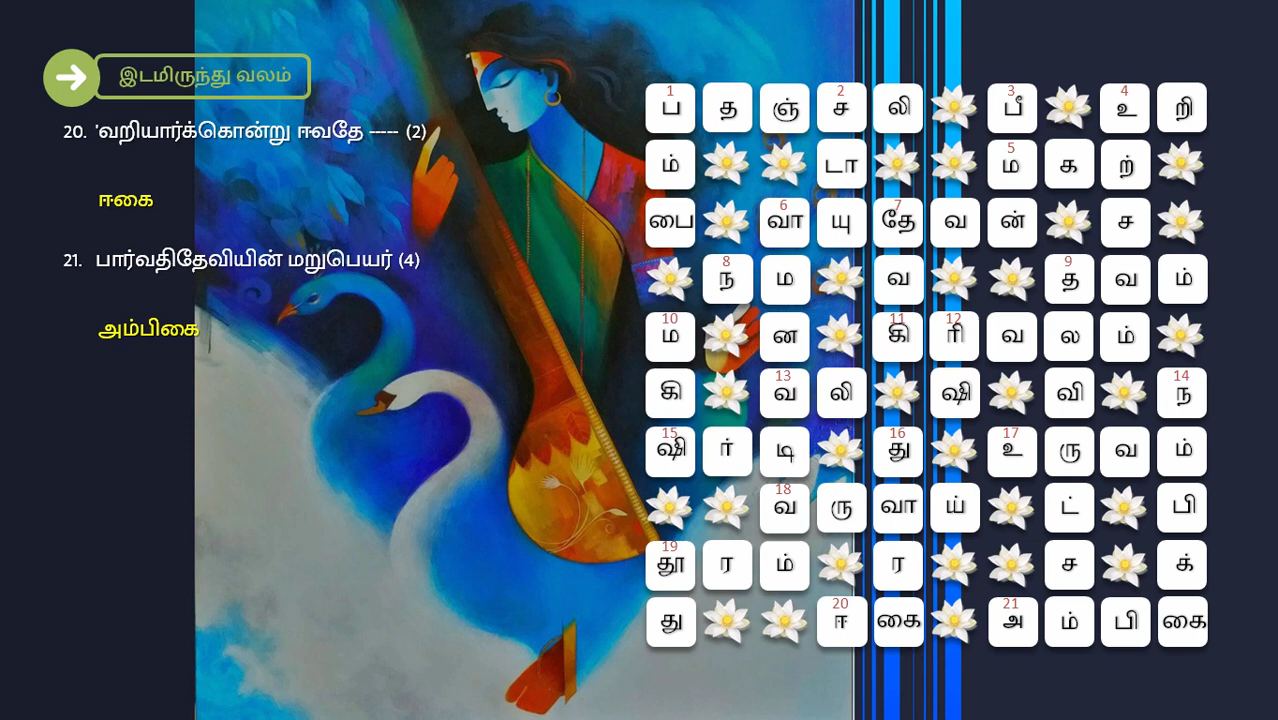 இடமிருந்து வலம்
20. 'வறியார்க்கொன்று ஈவதே ----- (2)
ஈகை
21. பார்வதிதேவியின் மறுபெயர் (4)
அம்பிகை
1 2 3 4
ப த ஞ் ச லி பீ உ றி
5
ம் டா ம க ற்
6 7
பை வா யு தே வ ன் ச
8 9
ந ம வ த வ ம்
10 11 12
ம ன கி ரி வ ல ம்
13 14
கி வ லி ஷி வி ந
15 16 17
ஷி ர் டி து உ ரு வ ம்
18
வ ரு வா ய் ட் பி
19
தூ ர ம் ர ச க்
20 21
து ஈ கை அ ம் பி கை